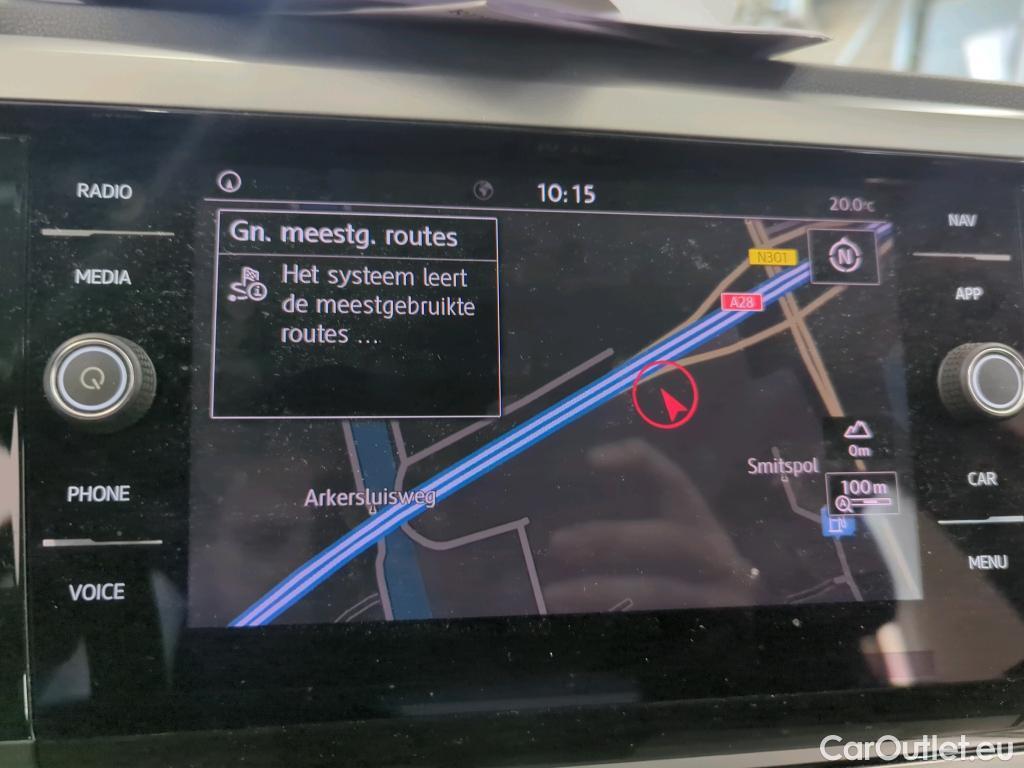 RADIO
MEDIA
PHONE
VOICE
10:15
20.0°C
Gn. meestg. routes
Het systeem leert
de meestgebruikte
routes ...
N301
A28
N
Arkersluisweg
Smitspol
0m
100m
A
NAV
APP
CAR
MENU
CarOutlet.eu